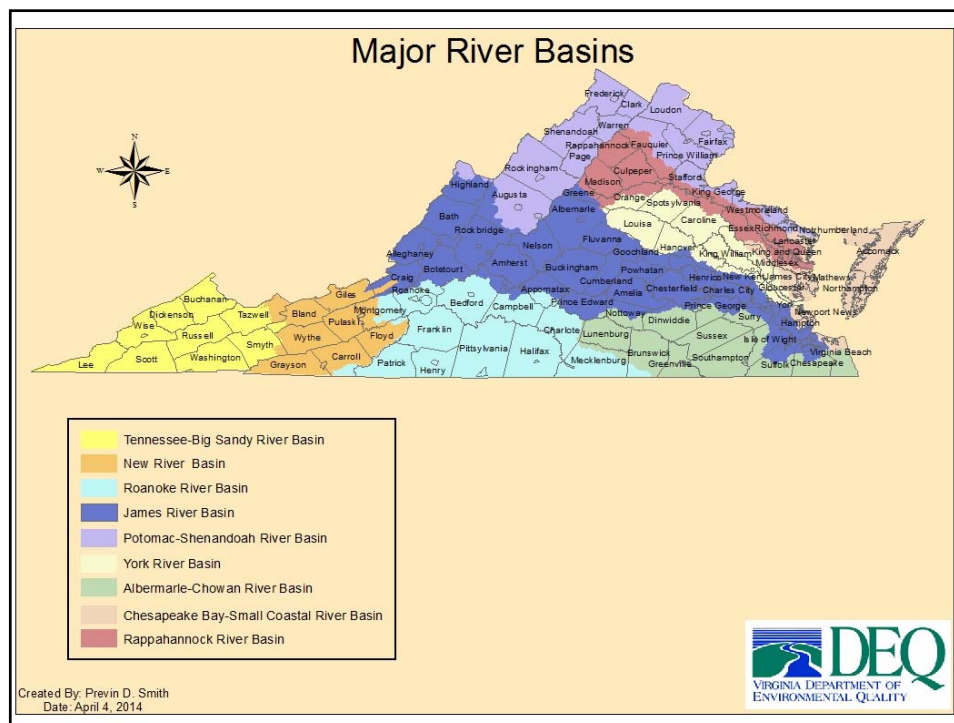 Major River Basins
N
W E
S
Frederick
Clark
Loudon
Shenandoah
Warren
Fairfax
Rappahannock
Fauquier
Page
Prince William
Rockingham
Culpeper
Stafford
Highland
Augusta
Madison
King George
Greene
Orange
Spotsylvania
Westmoreland
Bath
Albemarle
Louisa
Caroline
Essex
Richmond
Northumberland
Rockbridge
Nelson
Fluvanna
Hanover
Lancaster
Accomack
Alleghaney
Goochland
King William
King and Queen
Middlesex
Botetourt
Amherst
Buckingham
Powhatan
Henrico
New Kent
James City
Mathews
Craig
Cumberland
Charles City
Gloucester
Northampton
Roanoke
Appomatax
Amelia
Chesterfield
Giles
Bedford
Campbell
Prince Edward
Prince George
York
Newport News
Buchanan
Bland
Montgomery
Nottoway
Surry
Hampton
Dickenson
Tazwell
Pulaski
Franklin
Charlote
Lunenburg
Dinwiddie
Sussex
Isle of Wight
Wise
Russell
Smyth
Wythe
Floyd
Pittsylvania
Halifax
Virginia Beach
Scott
Washington
Carroll
Brunswick
Southampton
Lee
Grayson
Patrick
Henry
Mecklenburg
Greenville
Suffolk
Chesapeake
Tennessee-Big Sandy River Basin
New River Basin
Roanoke River Basin
James River Basin
Potomac-Shenandoah River Basin
York River Basin
Albermarle-Chowan River Basin
Chesapeake Bay-Small Coastal River Basin
Rappahannock River Basin
Created By: Previn D. Smith
Date: April 4, 2014
DEQ
VIRGINIA DEPARTMENT OF
ENVIRONMENTAL QUALITY